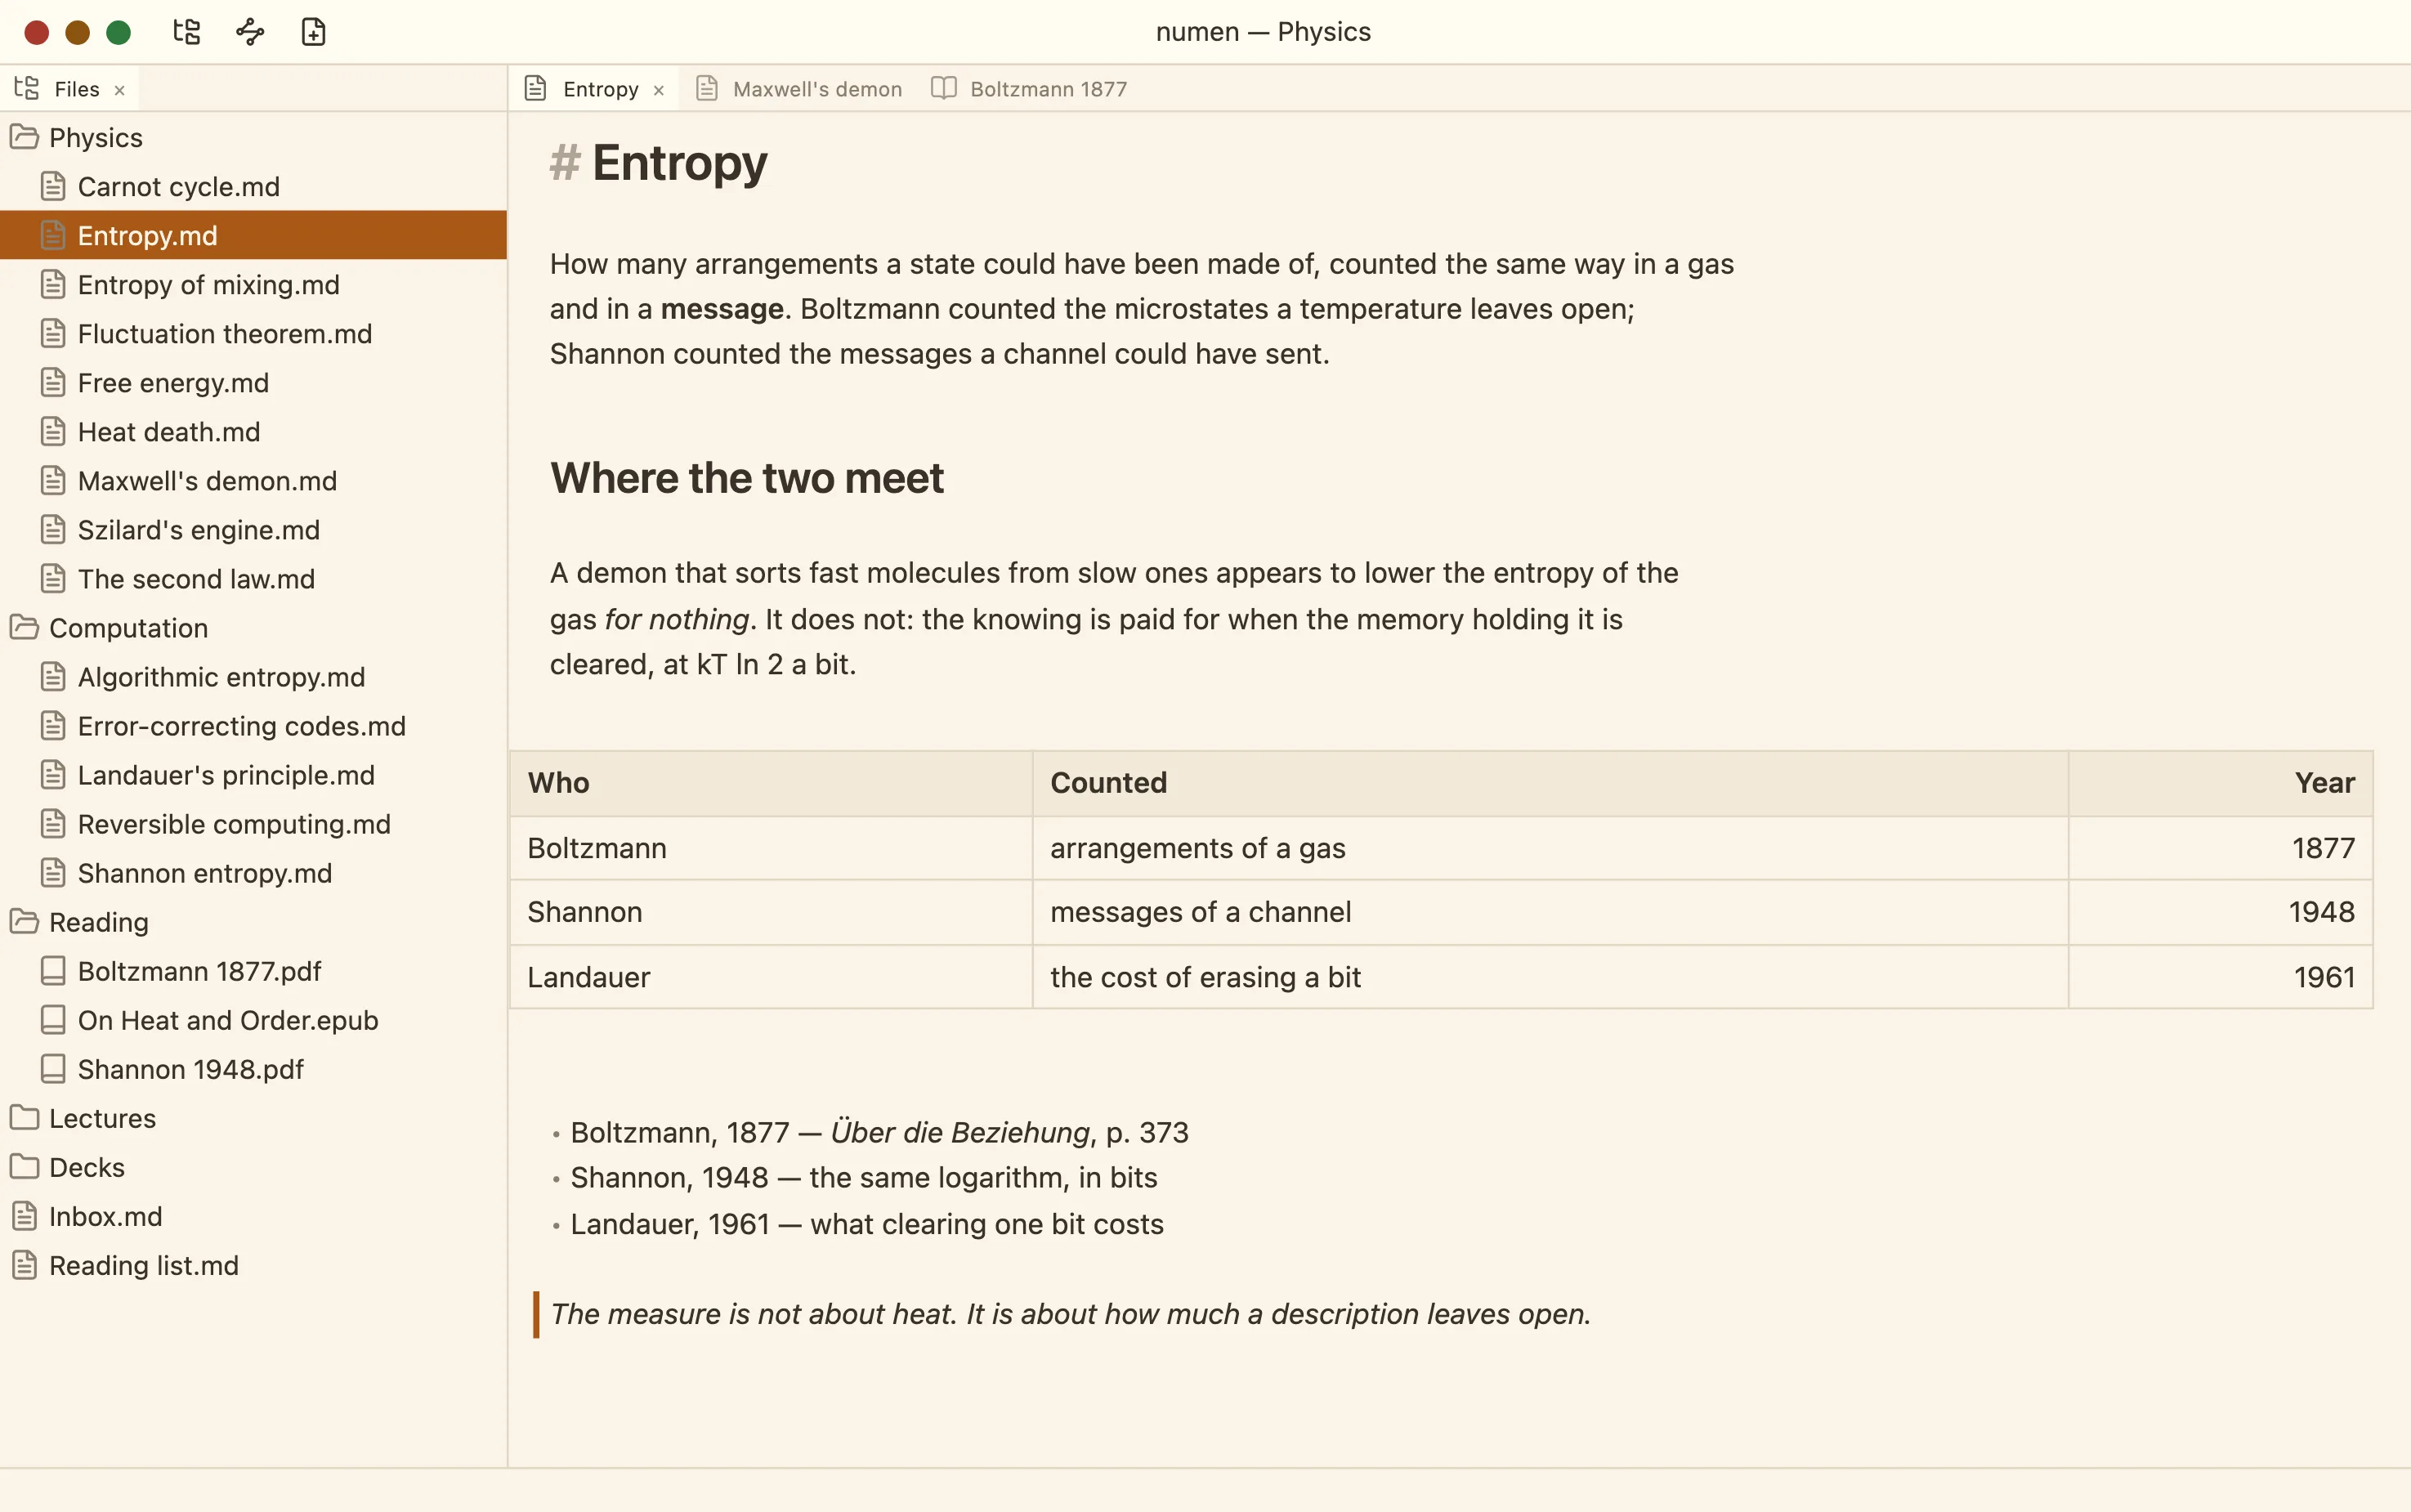 numen — Physics
Files ×
Entropy ×
Maxwell's demon
Boltzmann 1877
Physics
Carnot cycle.md
Entropy.md
Entropy of mixing.md
Fluctuation theorem.md
Free energy.md
Heat death.md
Maxwell's demon.md
Szilard's engine.md
The second law.md
Computation
Algorithmic entropy.md
Error-correcting codes.md
Landauer's principle.md
Reversible computing.md
Shannon entropy.md
Reading
Boltzmann 1877.pdf
On Heat and Order.epub
Shannon 1948.pdf
Lectures
Decks
Inbox.md
Reading list.md
# Entropy
How many arrangements a state could have been made of, counted the same way in a gas
and in a message. Boltzmann counted the microstates a temperature leaves open;
Shannon counted the messages a channel could have sent.
Where the two meet
A demon that sorts fast molecules from slow ones appears to lower the entropy of the
gas for nothing. It does not: the knowing is paid for when the memory holding it is
cleared, at kT ln 2 a bit.
Who Counted Year
Boltzmann arrangements of a gas 1877
Shannon messages of a channel 1948
Landauer the cost of erasing a bit 1961
• Boltzmann, 1877 — Über die Beziehung, p. 373
• Shannon, 1948 — the same logarithm, in bits
• Landauer, 1961 — what clearing one bit costs
The measure is not about heat. It is about how much a description leaves open.